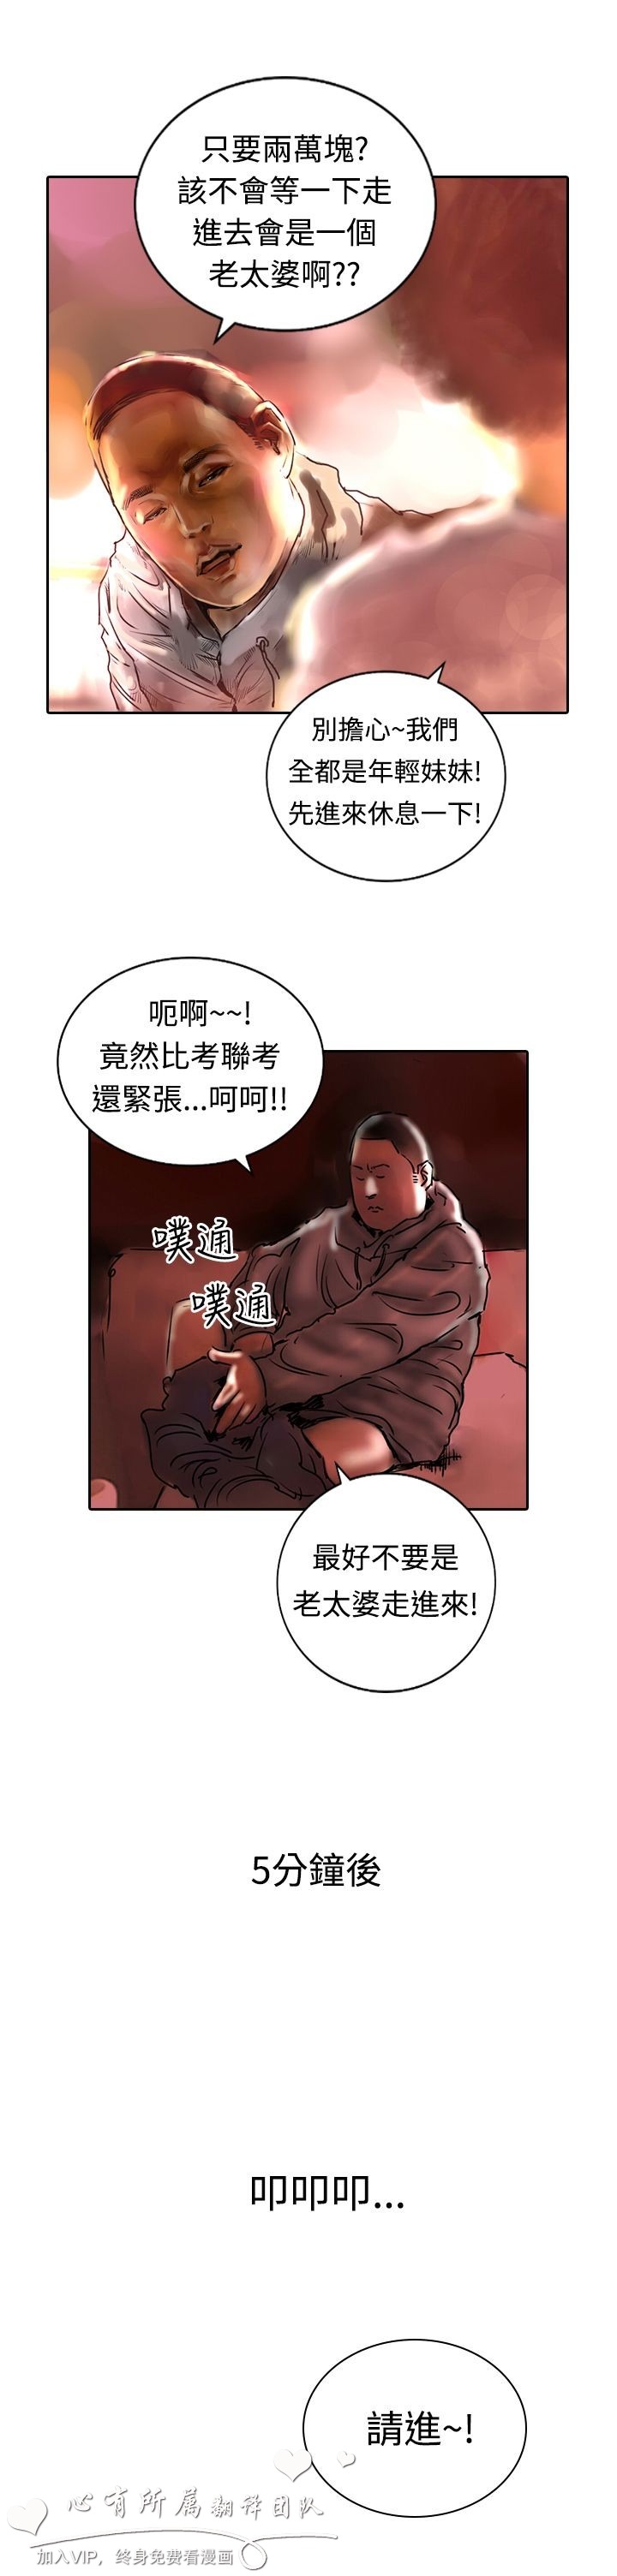 只要兩萬塊?
該不會等一下走
進去會是一個
老太婆啊??
別擔心~我們
全都是年輕妹妹!
先進來休息一下!
呃啊~~!
竟然比考聯考
還緊張...呵呵!!
噗通
噗通
最好不要是
老太婆走進來!
5分鐘後
叩叩叩...
請進~!
心有所属翻译团队
加入VIP，终身免费看漫画